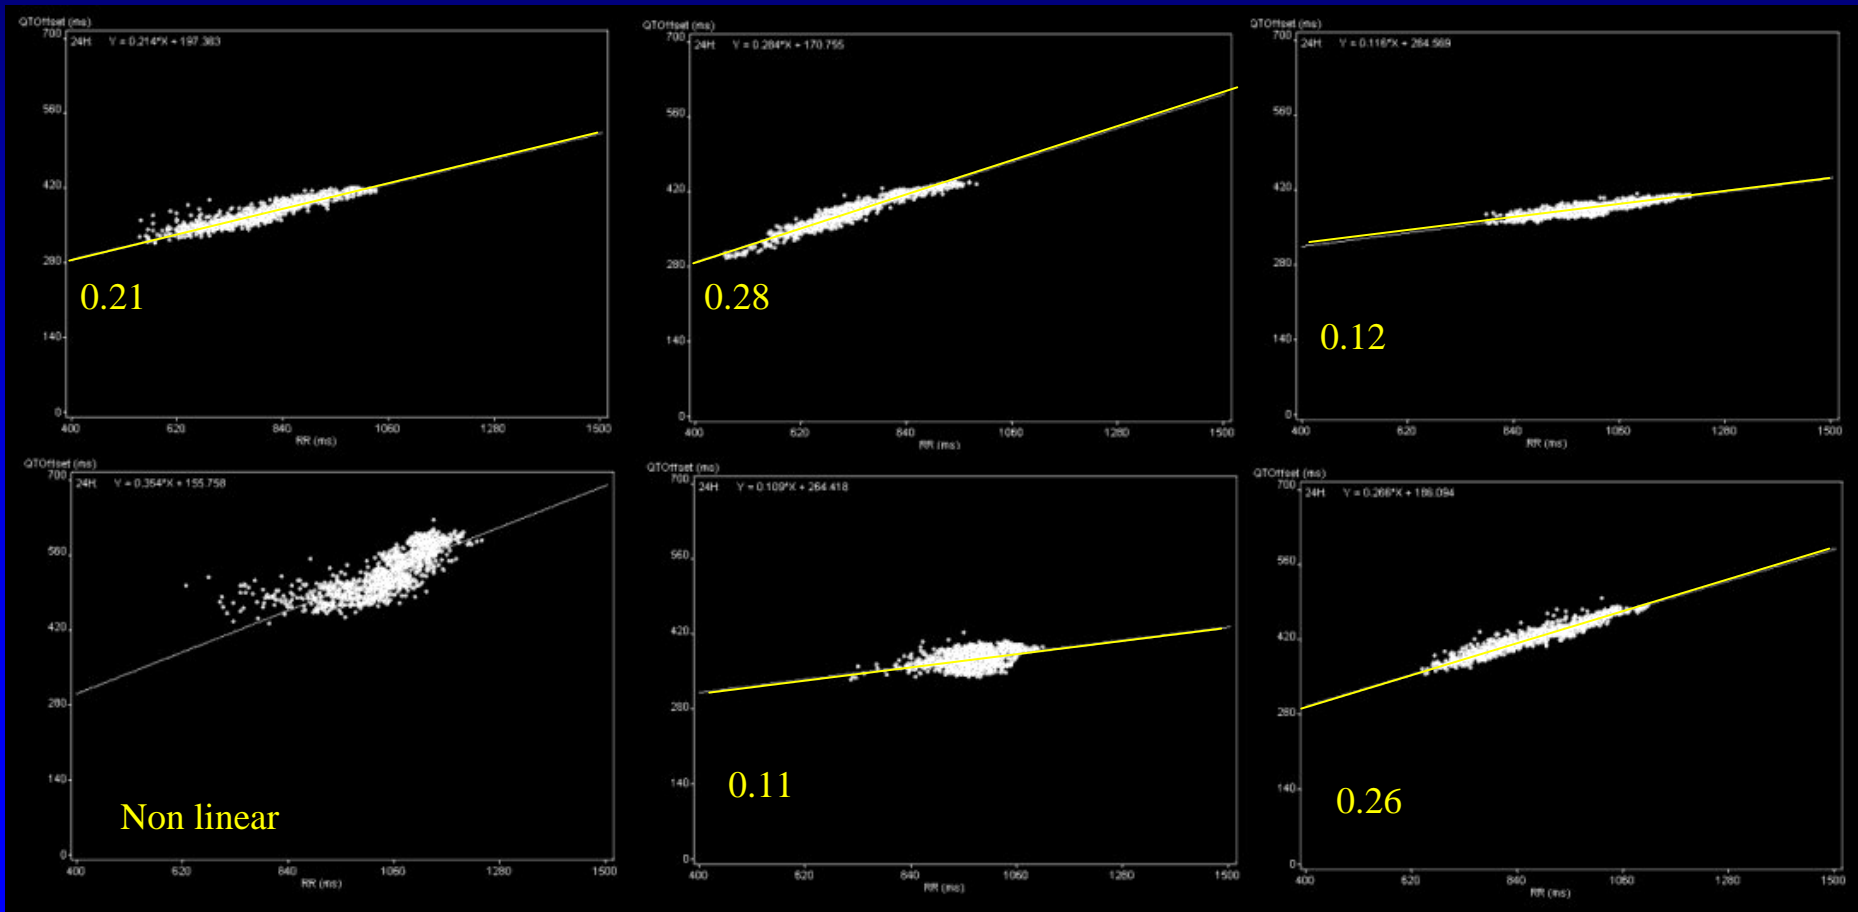 QTOffset (ms)
700
24H Y = 0.214*X + 197.363
560
420
280
140
0
400 620 840 1060 1280 1500
RR (ms)
0.21
QTOffset (ms)
700
24H Y = 0.284*X + 170.755
560
420
280
140
0
400 620 840 1060 1280 1500
RR (ms)
0.28
QTOffset (ms)
700
24H Y = 0.116*X + 284.569
560
420
280
140
0
400 620 840 1060 1280 1500
RR (ms)
0.12
QTOffset (ms)
700
24H Y = 0.354*X + 155.758
560
420
280
140
0
400 620 840 1060 1280 1500
RR (ms)
Non linear
QTOffset (ms)
700
24H Y = 0.109*X + 264.418
560
420
280
140
0
400 620 840 1060 1280 1500
RR (ms)
0.11
QTOffset (ms)
700
24H Y = 0.266*X + 186.094
560
420
280
140
0
400 620 840 1060 1280 1500
RR (ms)
0.26